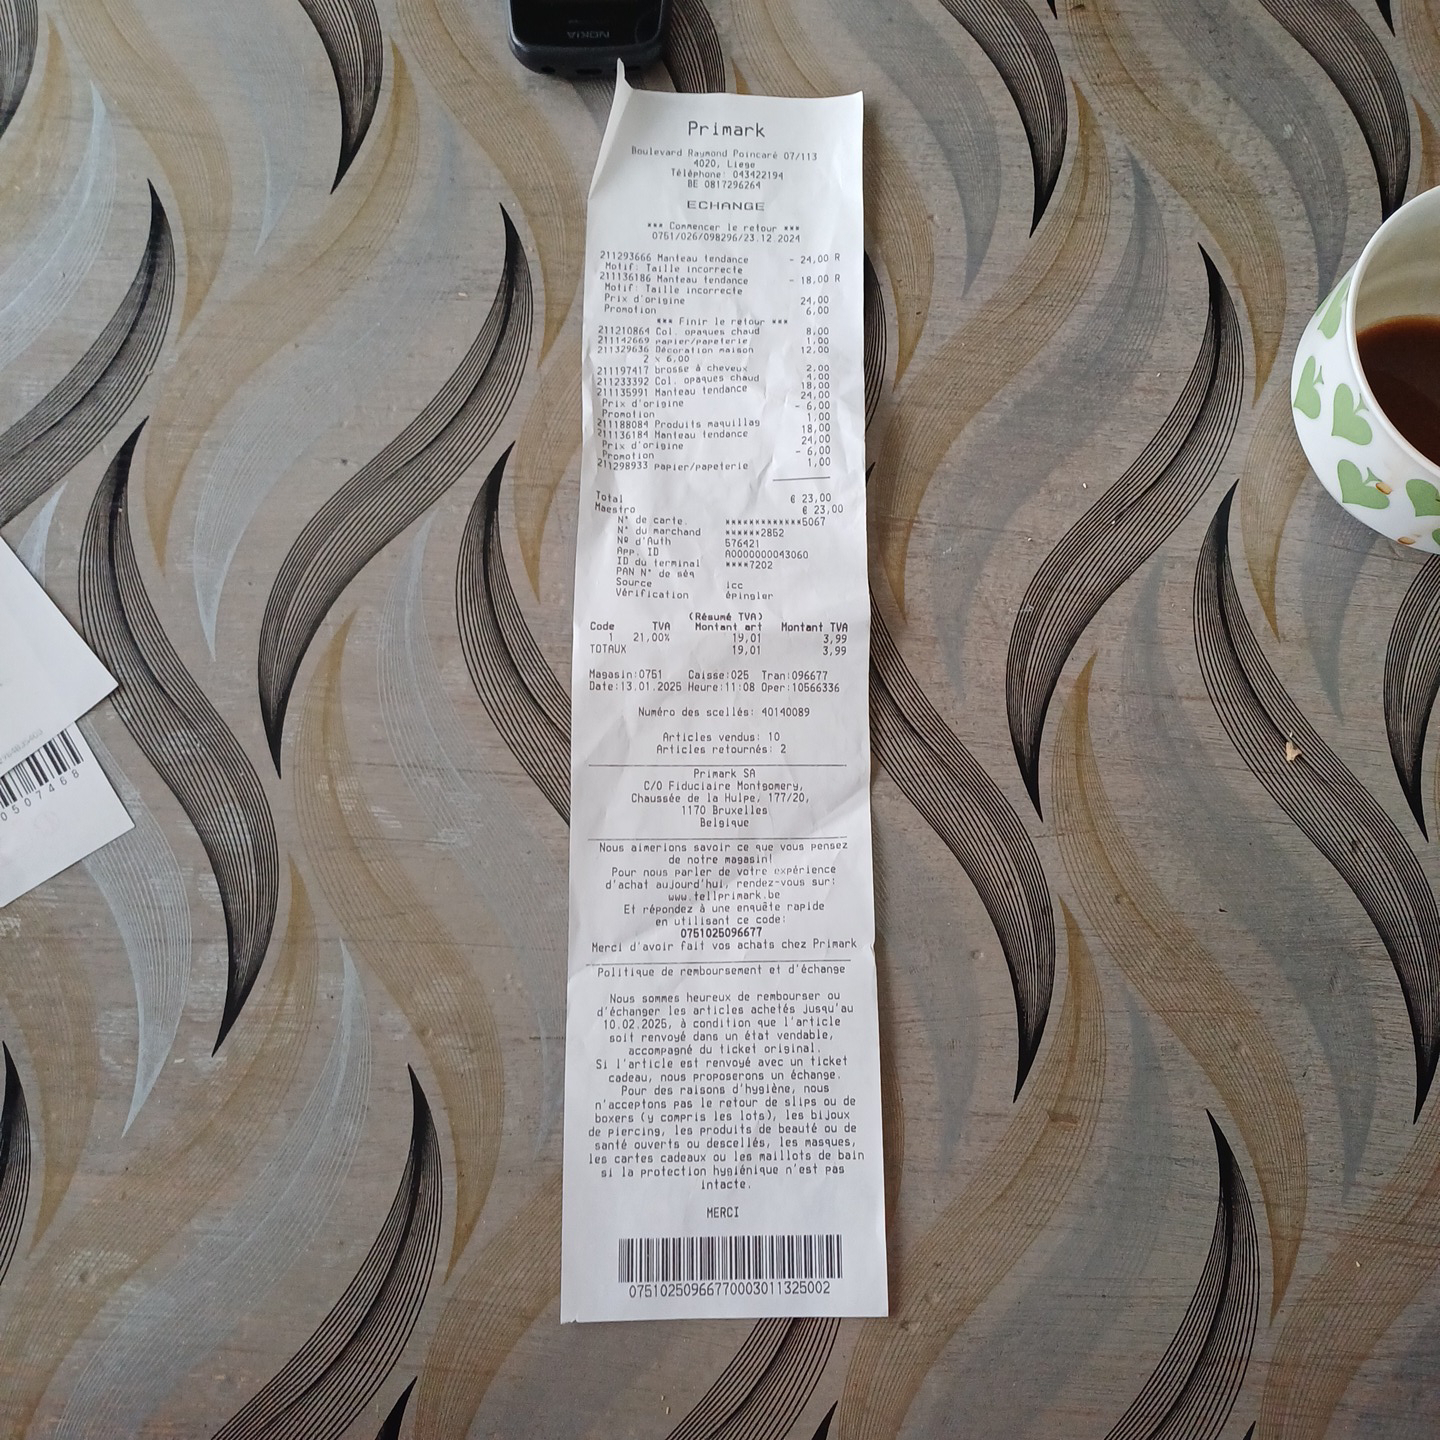 NOKIA
Primark
Boulevard Raymond Poincaré 07/113
4020, Liege
Téléphone: 043422194
BE 0817296264
ECHANGE
*** Commencer le retour ***
0751/026/098296/23.12.2024
211293666 Manteau tendance - 24,00 R
Motif: Taille incorrecte
211136186 Manteau tendance - 18,00 R
Motif: Taille incorrecte
Prix d'origine 24,00
Promotion 6,00
*** Finir le retour ***
211210864 Col. opaques chaud 8,00
211142669 papier/papeterie 1,00
211329636 Décoration maison 12,00
2 x 6,00
211197417 brosse à cheveux 2,00
211233392 Col. opaques chaud 4,00
211135991 Manteau tendance 18,00
Prix d'origine 24,00
Promotion - 6,00
211188084 Produits maquillag 1,00
211136184 Manteau tendance 18,00
Prix d'origine 24,00
Promotion - 6,00
211298933 papier/papeterie 1,00
Total € 23,00
Maestro € 23,00
N° de carte. ************5067
N° du marchand ******2852
Nº d'Auth 576421
App. ID A0000000043060
ID du terminal ****7202
PAN N° de séq
Source icc
Vérification épingler
(Résumé TVA)
Code TVA Montant art Montant TVA
1 21,00% 19,01 3,99
TOTAUX 19,01 3,99
Magasin:0751 Caisse:025 Tran:096677
Date:13.01.2025 Heure:11:08 Oper:10566336
Numéro des scellés: 40140089
Articles vendus: 10
Articles retournés: 2
Primark SA
C/O Fiduciaire Montgomery,
Chaussée de la Hulpe, 177/20,
1170 Bruxelles
Belgique
Nous aimerions savoir ce que vous pensez
de notre magasin!
Pour nous parler de votre expérience
d'achat aujourd'hui, rendez-vous sur:
www.tellprimark.be
Et répondez à une enquête rapide
en utilisant ce code:
0751025096677
Merci d'avoir fait vos achats chez Primark
Politique de remboursement et d'échange
Nous sommes heureux de rembourser ou
d'échanger les articles achetés jusqu'au
10.02.2025, à condition que l'article
soit renvoyé dans un état vendable,
accompagné du ticket original.
Si l'article est renvoyé avec un ticket
cadeau, nous proposerons un échange.
Pour des raisons d'hygiène, nous
n'acceptons pas le retour de slips ou de
boxers (y compris les lots), les bijoux
de piercing, les produits de beauté ou de
santé ouverts ou descellés, les masques,
les cartes cadeaux ou les maillots de bain
si la protection hygiénique n'est pas
intacte.
MERCI
07510250966770003011325002
0507468